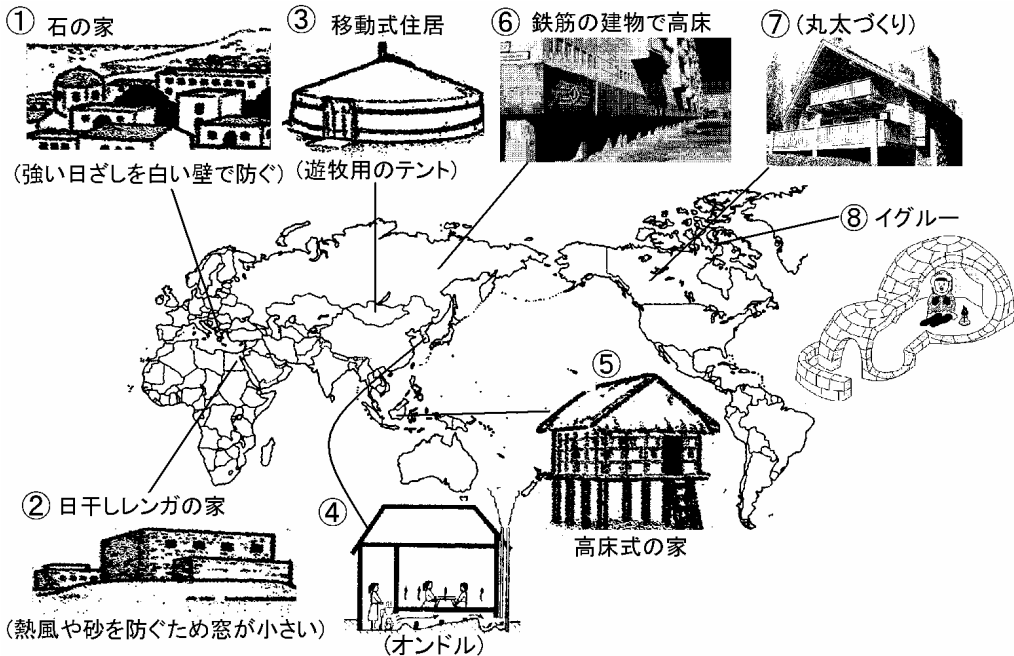 ① 石の家
(強い日ざしを白い壁で防ぐ)
② 日干しレンガの家
(熱風や砂を防ぐため窓が小さい)
③ 移動式住居
(遊牧用のテント)
④
(オンドル)
⑤
高床式の家
⑥ 鉄筋の建物で高床
⑦ (丸太づくり)
⑧ イグルー